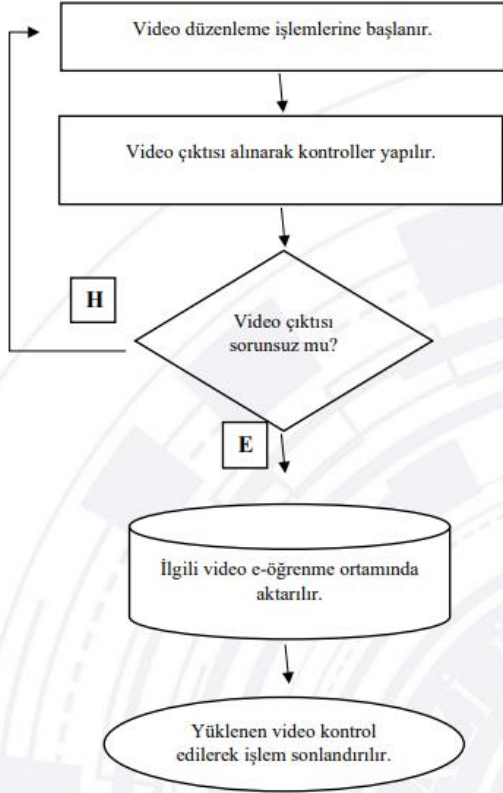 Video düzenleme işlemlerine başlanır.
Video çıktısı alınarak kontroller yapılır.
H
Video çıktısı
sorunsuz mu?
E
İlgili video e-öğrenme ortamında
aktarılır.
Yüklenen video kontrol
edilerek işlem sonlandırılır.